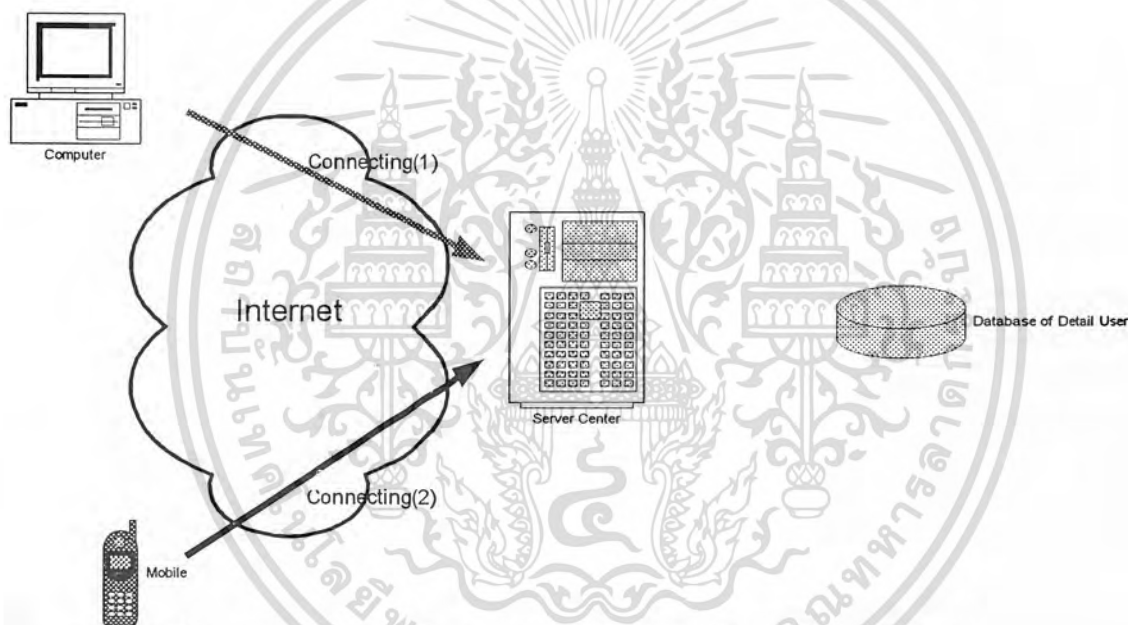 Computer
Connecting(1)
Internet
Database of Detail User
Server Center
Connecting(2)
Mobile